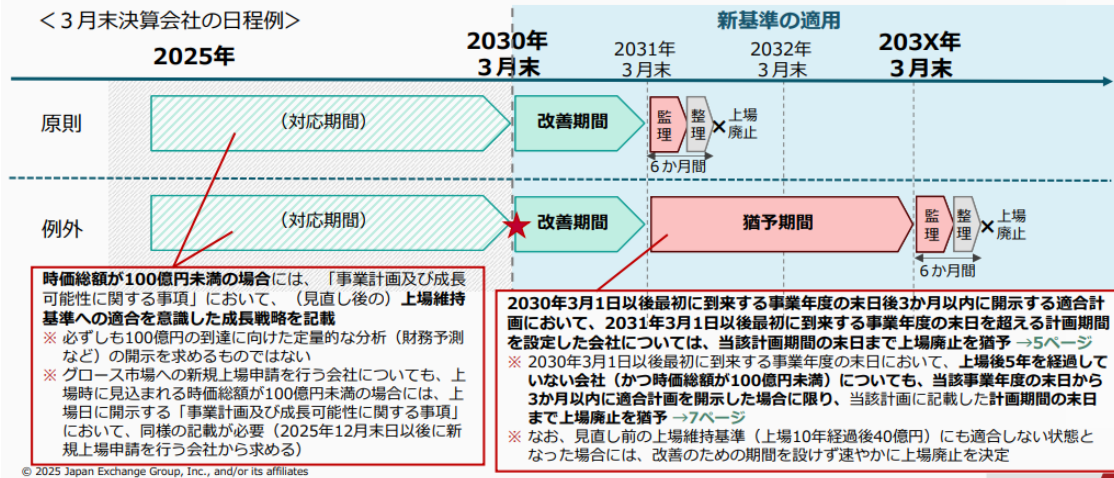 ＜３月末決算会社の日程例＞
新基準の適用
2025年
2030年
３月末
2031年
３月末
2032年
３月末
203X年
３月末
原則
（対応期間）
改善期間
監理
整理
×上場
廃止
６か月間
例外
（対応期間）
★
改善期間
猶予期間
監理
整理
×上場
廃止
６か月間
時価総額が100億円未満の場合には、「事業計画及び成長
可能性に関する事項」において、（見直し後の）上場維持
基準への適合を意識した成長戦略を記載
※ 必ずしも100億円の到達に向けた定量的な分析（財務予測
など）の開示を求めるものではない
※ グロース市場への新規上場申請を行う会社についても、上
場時に見込まれる時価総額が100億円未満の場合には、上
場日に開示する「事業計画及び成長可能性に関する事項」
において、同様の記載が必要（2025年12月末日以後に新
規上場申請を行う会社から求める）
2030年3月1日以後最初に到来する事業年度の末日後3か月以内に開示する適合計
画において、2031年3月1日以後最初に到来する事業年度の末日を超える計画期間
を設定した会社については、当該計画期間の末日まで上場廃止を猶予 →5ページ
※ 2030年3月1日以後最初に到来する事業年度の末日において、上場後5年を経過し
ていない会社（かつ時価総額が100億円未満）についても、当該事業年度の末日から
3か月以内に適合計画を開示した場合に限り、当該計画に記載した計画期間の末日
まで上場廃止を猶予 →7ページ
※ なお、見直し前の上場維持基準（上場10年経過後40億円）にも適合しない状態と
なった場合には、改善のための期間を設けず速やかに上場廃止を決定
© 2025 Japan Exchange Group, Inc., and/or its affiliates